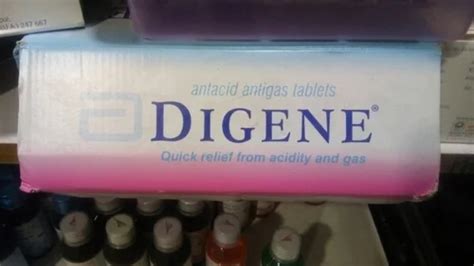 antacid antigas tablets
DIGENE®
Quick relief from acidity and gas